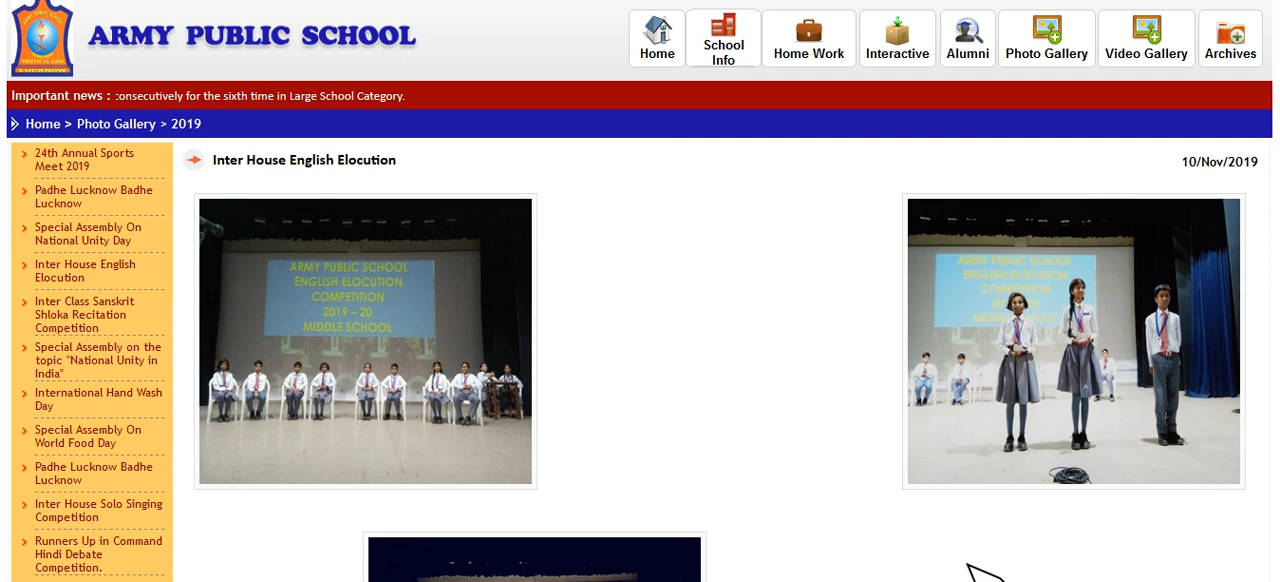 TRUTH IS GOD
LUCKNOW
ARMY PUBLIC SCHOOL
Home
School Info
Home Work
Interactive
Alumni
Photo Gallery
Video Gallery
Archives
Important news : consecutively for the sixth time in Large School Category.
Home > Photo Gallery > 2019
24th Annual Sports
Meet 2019
Padhe Lucknow Badhe
Lucknow
Special Assembly On
National Unity Day
Inter House English
Elocution
Inter Class Sanskrit
Shloka Recitation
Competition
Special Assembly on the
topic "National Unity in
India"
International Hand Wash
Day
Special Assembly On
World Food Day
Padhe Lucknow Badhe
Lucknow
Inter House Solo Singing
Competition
Runners Up in Command
Hindi Debate
Competition.
Inter House English Elocution
10/Nov/2019
ARMY PUBLIC SCHOOL
ENGLISH ELOCUTION
COMPETITION
2019 – 20
MIDDLE SCHOOL
ARMY PUBLIC SCHOOL
ENGLISH ELOCUTION